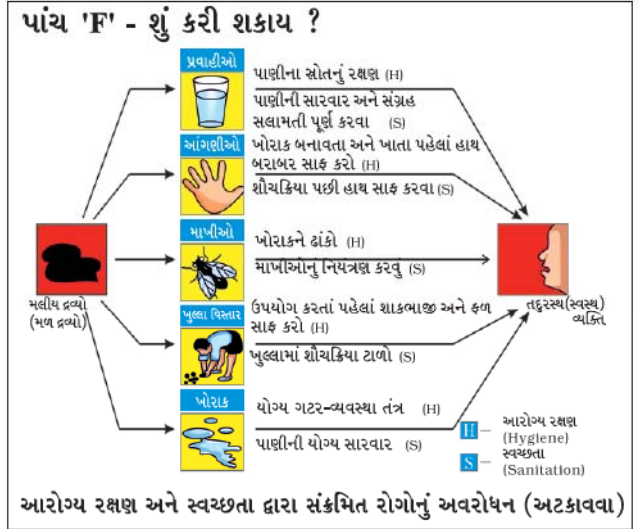 પાંચ 'F' - શું કરી શકાય ?
પ્રવાહીઓ
પાણીના સ્રોતનું રક્ષણ (H)
પાણીની સારવાર અને સંગ્રહ
સલામતી પૂર્ણ કરવા (S)
આંગણીઓ
ખોરાક બનાવતા અને ખાતા પહેલાં હાથ
બરાબર સાફ કરો (H)
શૌચક્રિયા પછી હાથ સાફ કરવા (S)
માખીઓ
ખોરાકને ઢાંકો (H)
માખીઓનું નિયત્રણ કરવું (S)
મલીય દ્રવ્યો
(મળ દ્રવ્યો)
તદુરસ્થ(સ્વસ્થ)
વ્યક્તિ
ખુલ્લા વિસ્તાર
ઉપયોગ કરતાં પહેલાં શાકભાજી અને ફળ
સાફ કરો (H)
ખુલ્લામાં શૌચક્રિયા ટાળો (S)
ખોરાક
યોગ્ય ગટર-વ્યવસ્થા તંત્ર (H)
પાણીની યોગ્ય સારવાર (S)
H – આરોગ્ય રક્ષણ
(Hygiene)
S – સ્વચ્છતા
(Sanitation)
આરોગ્ય રક્ષણ અને સ્વચ્છતા દ્વારા સંક્રમિત રોગોનું અવરોધન (અટકાવવા)